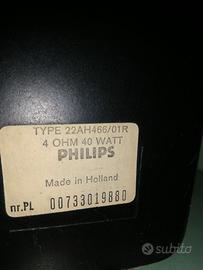 TYPE 22AH466/01R
4 OHM 40 WATT
PHILIPS
Made in Holland
nr.PL 00733019880
subito